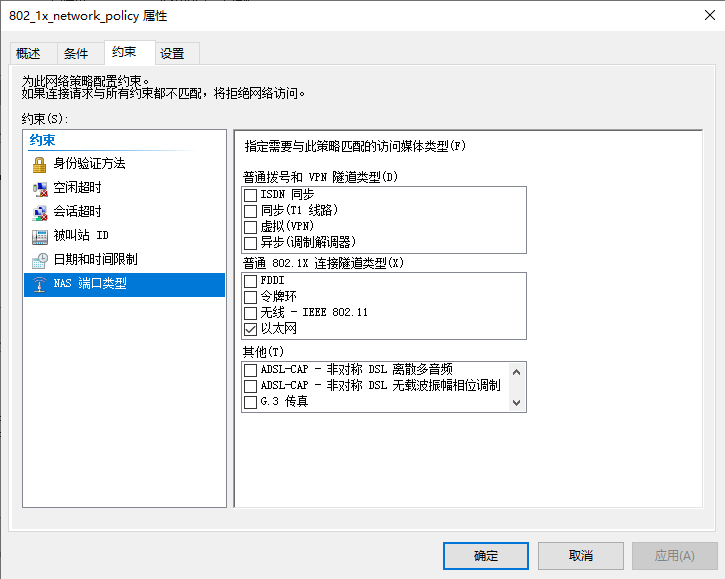 802_1x_network_policy 属性
概述
条件
约束
设置
为此网络策略配置约束。
如果连接请求与所有约束都不匹配，将拒绝网络访问。
约束(S):
约束
身份验证方法
空闲超时
会话超时
被叫站 ID
日期和时间限制
NAS 端口类型
指定需要与此策略匹配的访问媒体类型(F)
普通拨号和 VPN 隧道类型(D)
ISDN 同步
同步(T1 线路)
虚拟(VPN)
异步(调制解调器)
普通 802.1X 连接隧道类型(X)
FDDI
令牌环
无线 - IEEE 802.11
以太网
其他(T)
ADSL-CAP - 非对称 DSL 离散多音频
ADSL-CAP - 非对称 DSL 无载波振幅相位调制
G.3 传真
确定
取消
应用(A)